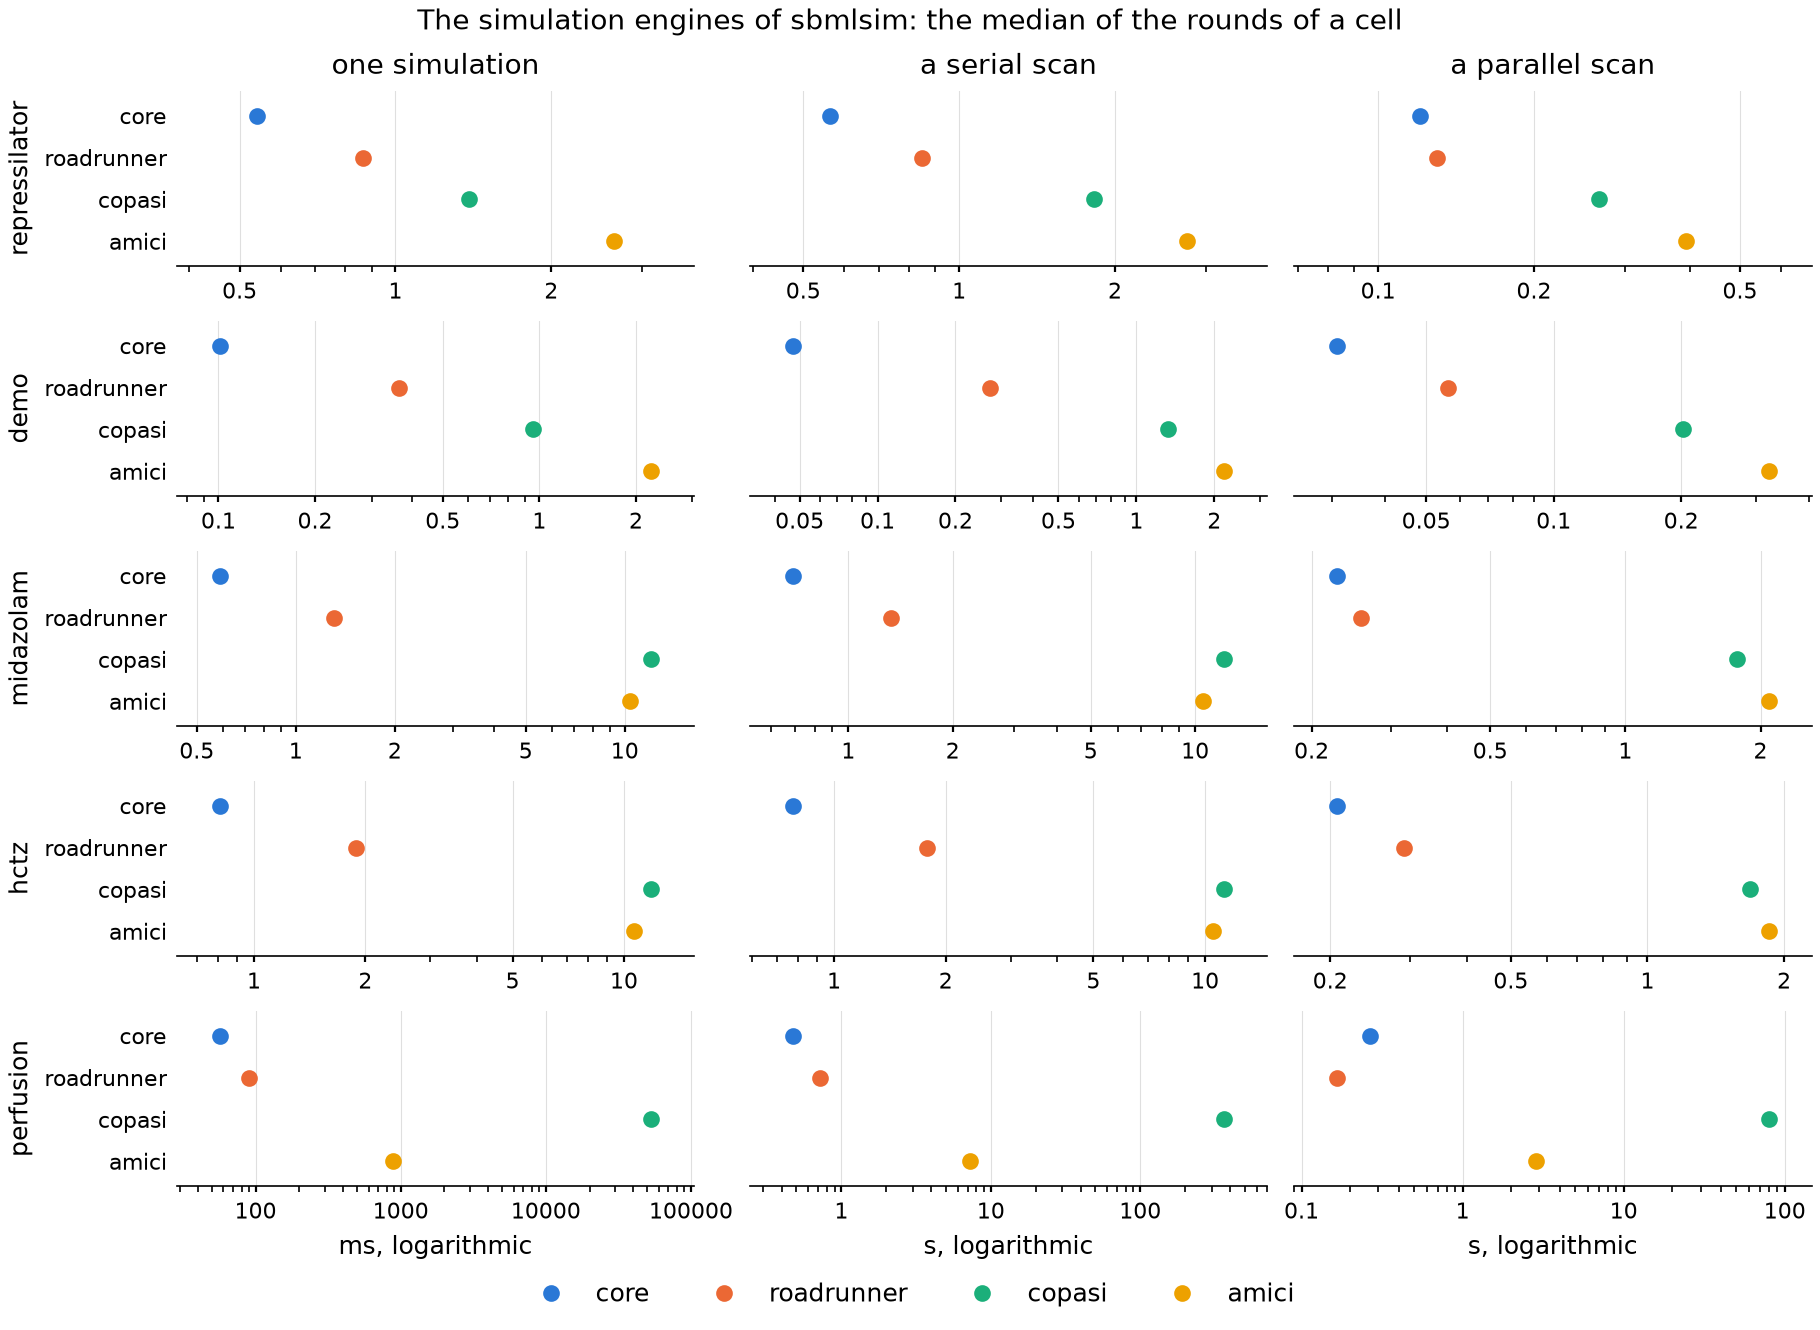 The simulation engines of sbmlsim: the median of the rounds of a cell
one simulation
a serial scan
a parallel scan
repressilator
core
roadrunner
copasi
amici
0.5 1 2
0.5 1 2
0.1 0.2 0.5
demo
core
roadrunner
copasi
amici
0.1 0.2 0.5 1 2
0.05 0.1 0.2 0.5 1 2
0.05 0.1 0.2
midazolam
core
roadrunner
copasi
amici
0.5 1 2 5 10
1 2 5 10
0.2 0.5 1 2
hctz
core
roadrunner
copasi
amici
1 2 5 10
1 2 5 10
0.2 0.5 1 2
perfusion
core
roadrunner
copasi
amici
100 1000 10000 100000
1 10 100
0.1 1 10 100
ms, logarithmic
s, logarithmic
s, logarithmic
core roadrunner copasi amici